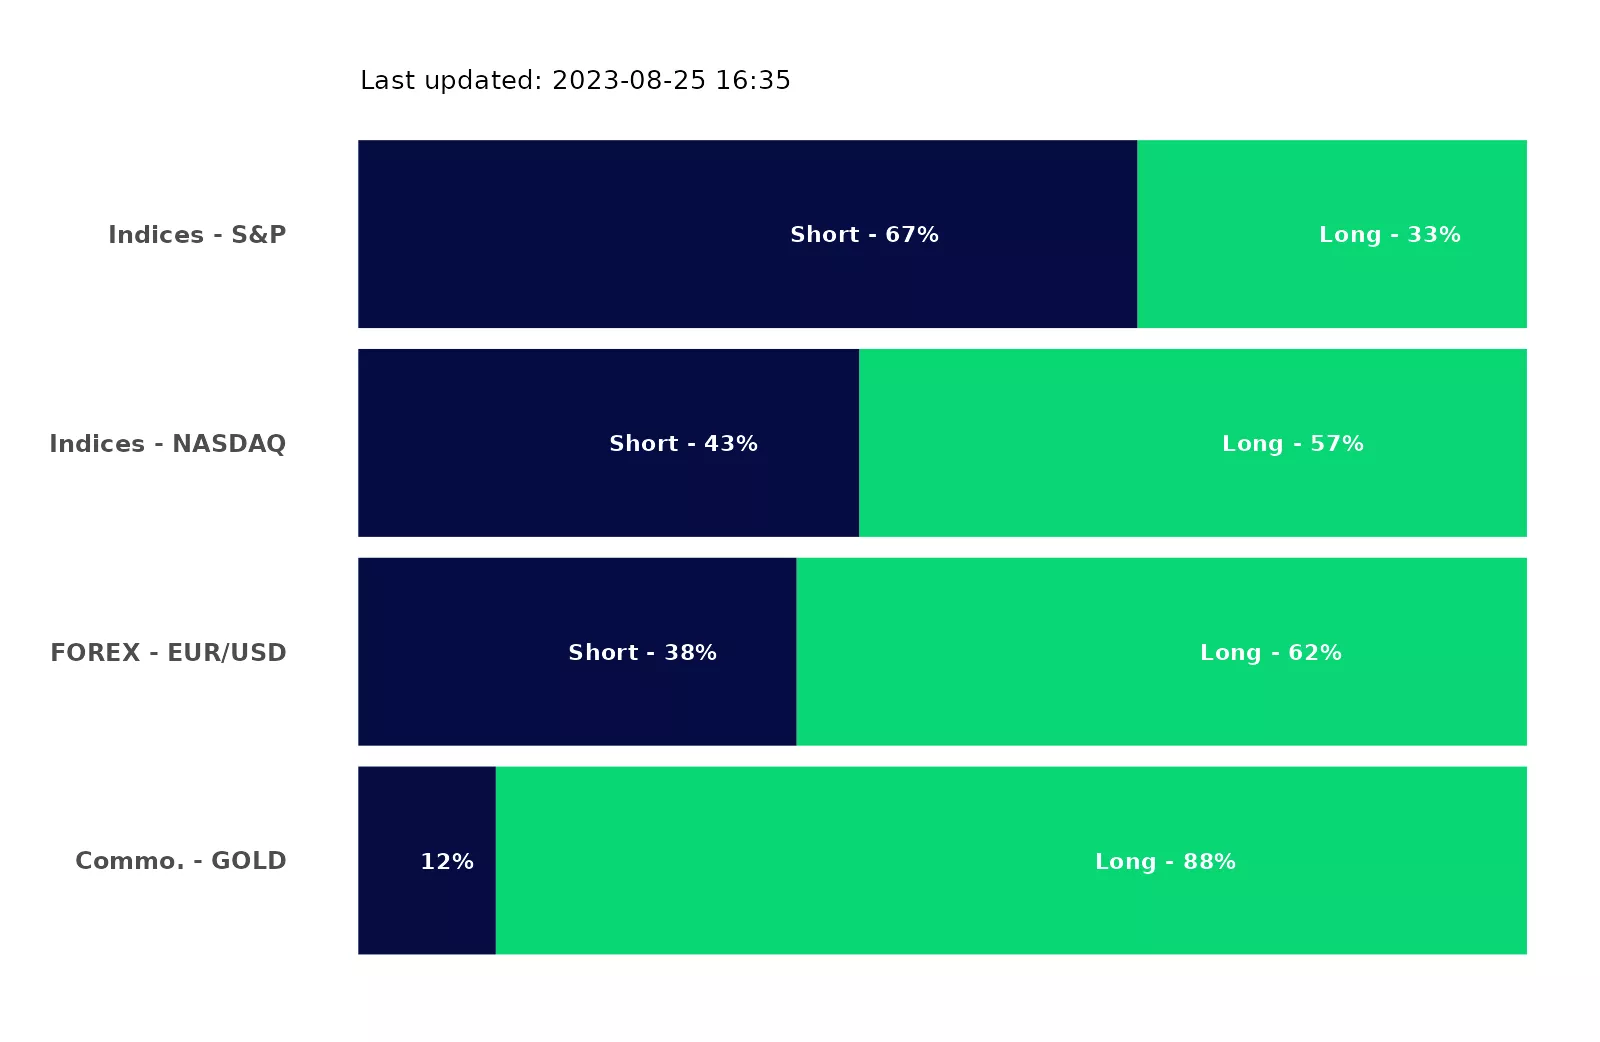 Last updated: 2023-08-25 16:35
Indices - S&P
Short - 67%
Long - 33%
Indices - NASDAQ
Short - 43%
Long - 57%
FOREX - EUR/USD
Short - 38%
Long - 62%
Commo. - GOLD
12%
Long - 88%